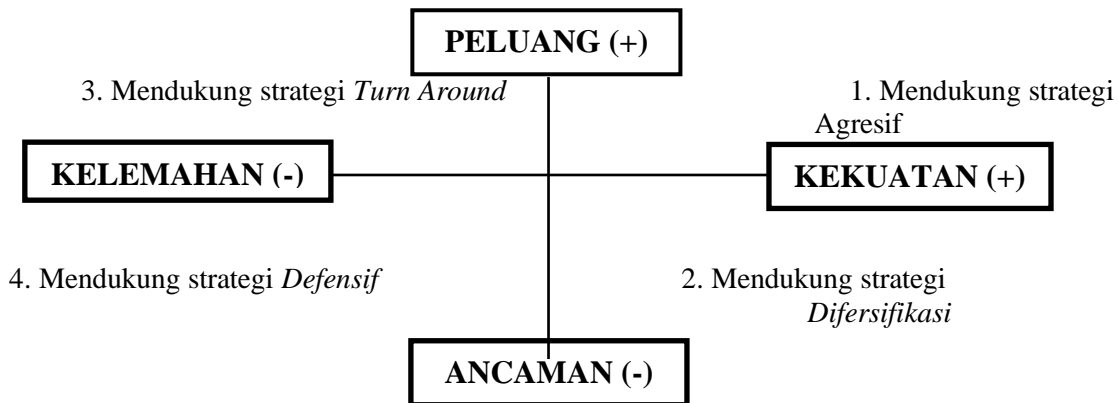 PELUANG (+)
3. Mendukung strategi Turn Around
1. Mendukung strategi
Agresif
KELEMAHAN (-)
KEKUATAN (+)
4. Mendukung strategi Defensif
2. Mendukung strategi
Difersifikasi
ANCAMAN (-)